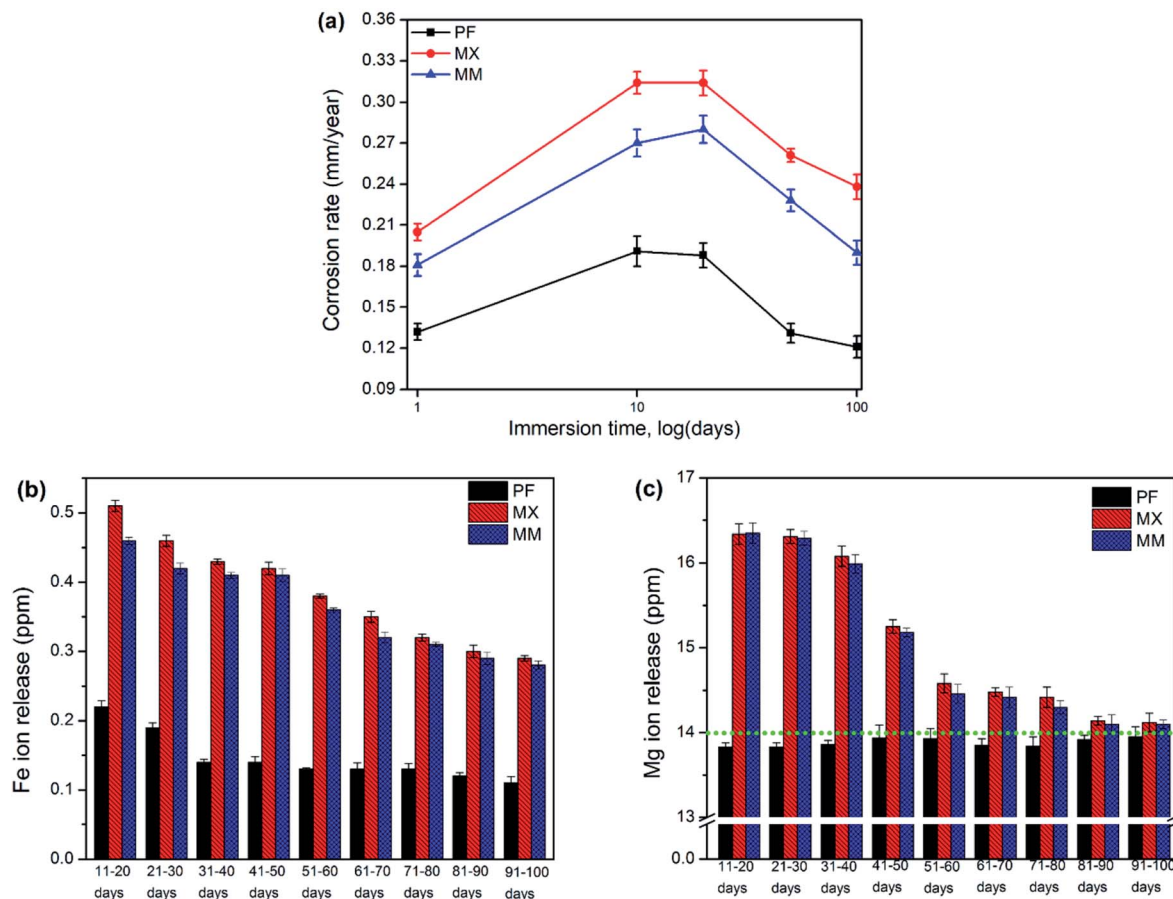 (a)
PF
MX
MM
0.36
0.33
0.30
0.27
0.24
0.21
0.18
0.15
0.12
0.09
Corrosion rate (mm/year)
1 10 100
Immersion time, log(days)
(b)
PF
MX
MM
0.5
0.4
0.3
0.2
0.1
0.0
Fe ion release (ppm)
11-20 21-30 31-40 41-50 51-60 61-70 71-80 81-90 91-100
days days days days days days days days days
(c)
PF
MX
MM
17
16
15
14
13
0.0
Mg ion release (ppm)
11-20 21-30 31-40 41-50 51-60 61-70 71-80 81-90 91-100
days days days days days days days days days